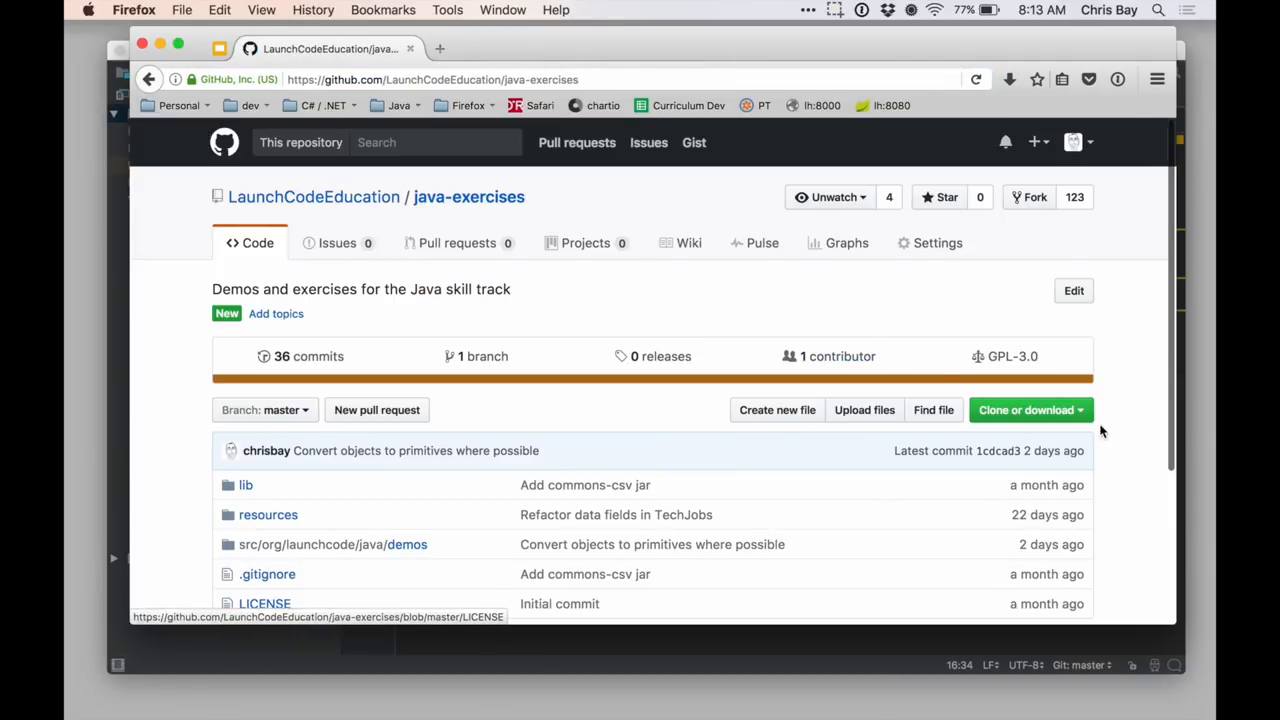 Firefox File Edit View History Bookmarks Tools Window Help 77% 8:13 AM Chris Bay
LaunchCodeEducation/java...
GitHub, Inc. (US) https://github.com/LaunchCodeEducation/java-exercises
Personal dev C# / .NET Java Firefox Safari chartio Curriculum Dev PT lh:8000 lh:8080
This repository Search Pull requests Issues Gist
LaunchCodeEducation / java-exercises Unwatch 4 Star 0 Fork 123
Code Issues 0 Pull requests 0 Projects 0 Wiki Pulse Graphs Settings
Demos and exercises for the Java skill track Edit
New Add topics
36 commits 1 branch 0 releases 1 contributor GPL-3.0
Branch: master New pull request Create new file Upload files Find file Clone or download
chrisbay Convert objects to primitives where possible Latest commit 1cdcad3 2 days ago
lib Add commons-csv jar a month ago
resources Refactor data fields in TechJobs 22 days ago
src/org/launchcode/java/demos Convert objects to primitives where possible 2 days ago
.gitignore Add commons-csv jar a month ago
LICENSE Initial commit a month ago
https://github.com/LaunchCodeEducation/java-exercises/blob/master/LICENSE
16:34 LF UTF-8 Git: master